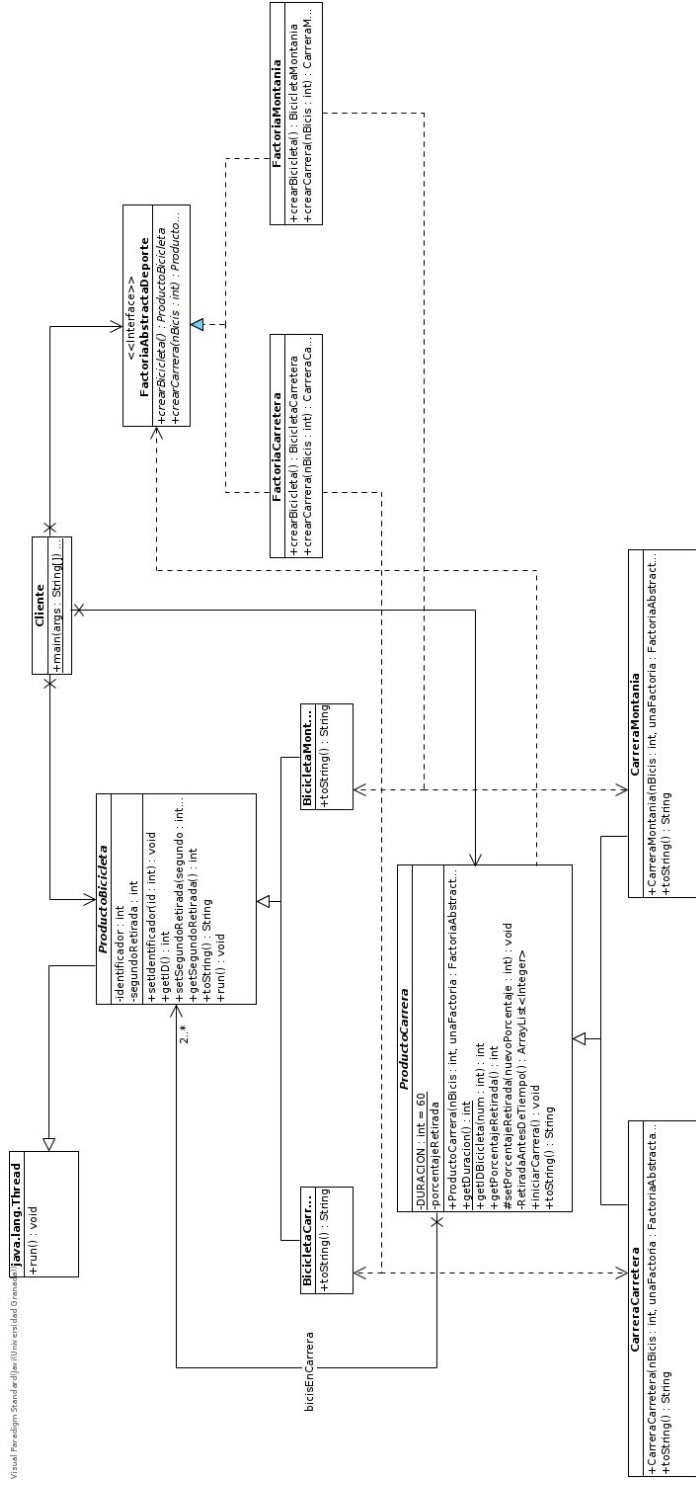 Visual Paradigm Standard(javi(Universidad Granada))
java.lang.Thread
+run() : void
ProductoBicicleta
-identificador : int
-segundoRetirada : int
+setIdentificador(id : int) : void
+getID() : int
+setSegundoRetirada(segundo : int...
+getSegundoRetirada() : int
+toString() : String
+run() : void
Cliente
+main(args : String[]) ...
<<Interface>>
FactoriaAbstractaDeporte
+crearBicicleta() : ProductoBicicleta
+crearCarrera(nBicis : int) : Producto...
2..*
bicisEnCarrera
BicicletaCarr...
+toString() : String
BicicletaMont...
+toString() : String
FactoriaCarretera
+crearBicicleta() : BicicletaCarretera
+crearCarrera(nBicis : int) : CarreraCa...
FactoriaMontania
+crearBicicleta() : BicicletaMontania
+crearCarrera(nBicis : int) : CarreraM...
ProductoCarrera
-DURACION : int = 60
-porcentajeRetirada
+ProductoCarrera(nBicis : int, unaFactoria : FactoriaAbstract...
+getDuracion() : int
+getIDBicicleta(num : int) : int
+getPorcentajeRetirada() : int
#setPorcentajeRetirada(nuevoPorcentaje : int) : void
-RetiradaAntesDeTiempo() : ArrayList<Integer>
+iniciarCarrera() : void
+toString() : String
CarreraCarretera
+CarreraCarretera(nBicis : int, unaFactoria : FactoriaAbstracta...
+toString() : String
CarreraMontania
+CarreraMontania(nBicis : int, unaFactoria : FactoriaAbstract...
+toString() : String